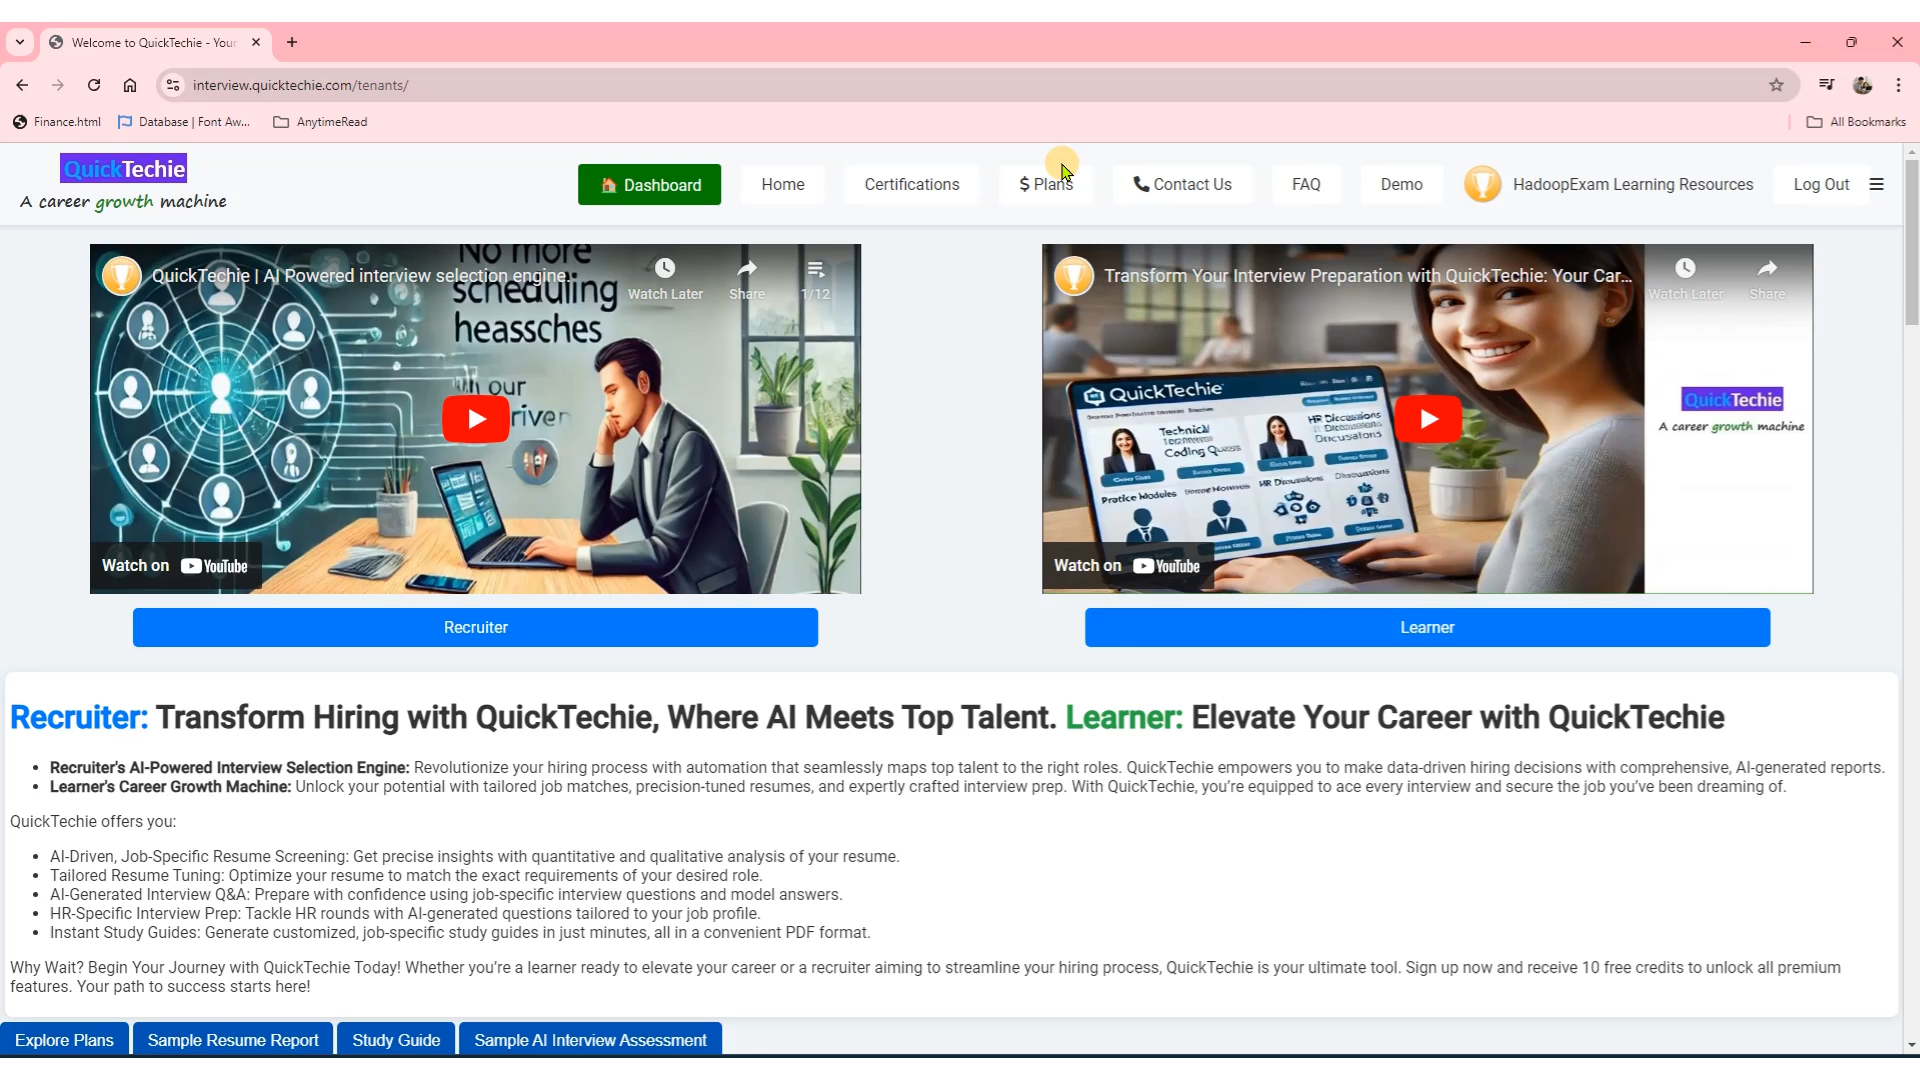 Welcome to QuickTechie - Your
interview.quicktechie.com/tenants/
Finance.html
Database | Font Aw...
AnytimeRead
All Bookmarks
QuickTechie
A career growth machine
Dashboard
Home
Certifications
$ Plans
Contact Us
FAQ
Demo
HadoopExam Learning Resources
Log Out
QuickTechie | AI Powered interview selection engine.
Watch Later
Share
1/12
No more
scheduling
heassches
our
riven
Watch on YouTube
Transform Your Interview Preparation with QuickTechie: Your Car...
Watch Later
Share
QuickTechie
Technical
Coding Quess
HR Diccussions
QuickTechie
A career growth machine
Watch on YouTube
Recruiter
Learner
Recruiter: Transform Hiring with QuickTechie, Where AI Meets Top Talent. Learner: Elevate Your Career with QuickTechie
• Recruiter's AI-Powered Interview Selection Engine: Revolutionize your hiring process with automation that seamlessly maps top talent to the right roles. QuickTechie empowers you to make data-driven hiring decisions with comprehensive, AI-generated reports.
• Learner's Career Growth Machine: Unlock your potential with tailored job matches, precision-tuned resumes, and expertly crafted interview prep. With QuickTechie, you're equipped to ace every interview and secure the job you've been dreaming of.
QuickTechie offers you:
• AI-Driven, Job-Specific Resume Screening: Get precise insights with quantitative and qualitative analysis of your resume.
• Tailored Resume Tuning: Optimize your resume to match the exact requirements of your desired role.
• AI-Generated Interview Q&A: Prepare with confidence using job-specific interview questions and model answers.
• HR-Specific Interview Prep: Tackle HR rounds with AI-generated questions tailored to your job profile.
• Instant Study Guides: Generate customized, job-specific study guides in just minutes, all in a convenient PDF format.
Why Wait? Begin Your Journey with QuickTechie Today! Whether you're a learner ready to elevate your career or a recruiter aiming to streamline your hiring process, QuickTechie is your ultimate tool. Sign up now and receive 10 free credits to unlock all premium
features. Your path to success starts here!
Explore Plans
Sample Resume Report
Study Guide
Sample AI Interview Assessment